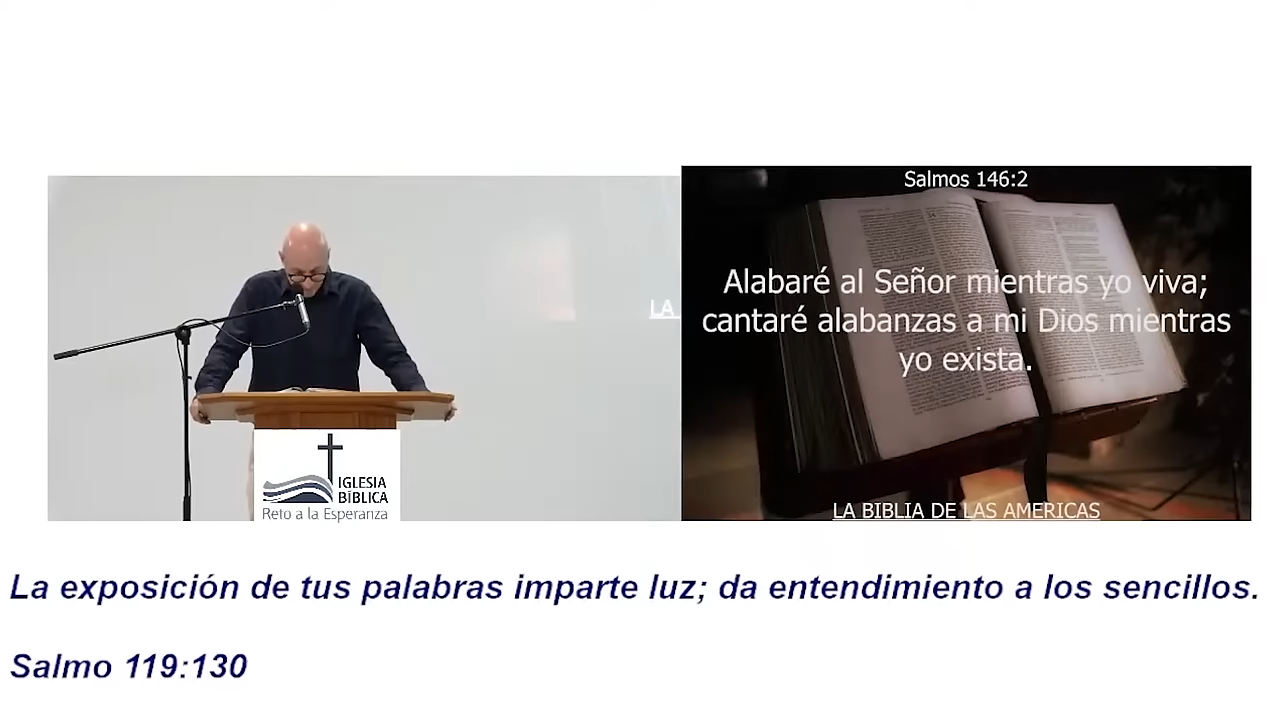 Salmos 146:2
Alabaré al Señor mientras yo viva;
cantaré alabanzas a mi Dios mientras
yo exista.
LA BIBLIA DE LAS AMERICAS
LA
IGLESIA
BÍBLICA
Reto a la Esperanza
La exposición de tus palabras imparte luz; da entendimiento a los sencillos.
Salmo 119:130